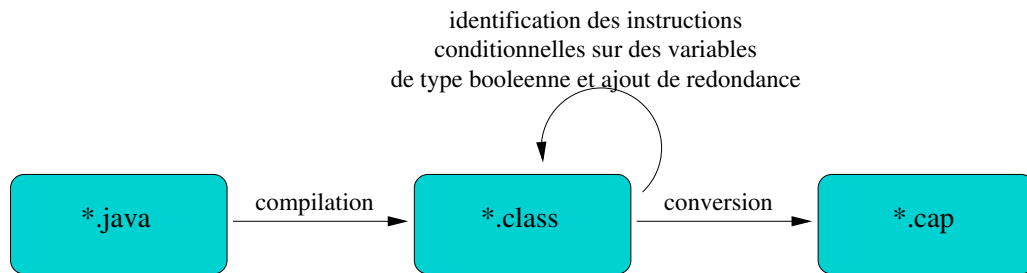 identification des instructions
conditionnelles sur des variables
de type booleenne et ajout de redondance
*.java
compilation
*.class
conversion
*.cap